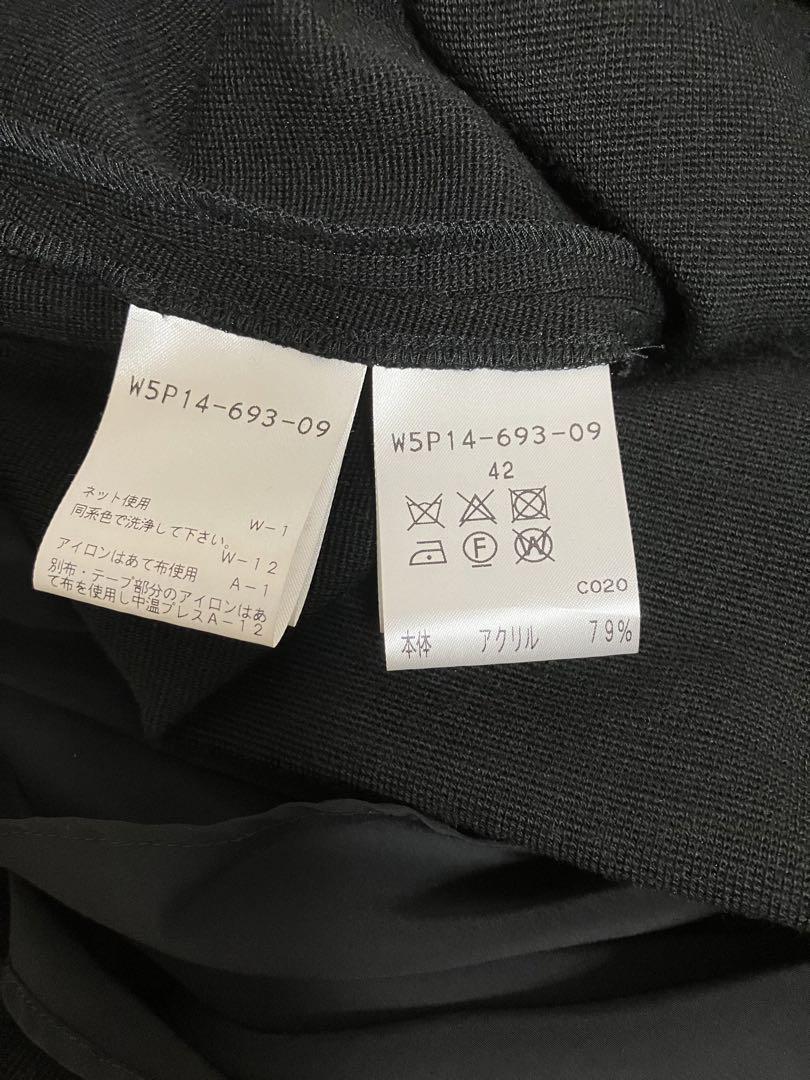 W5P14-693-09
ネット使用 W-1
同系色で洗浄して下さい。
W-12
アイロンはあて布使用
A-1
別布・テープ部分のアイロンはあ
て布を使用し中温プレスA-12
W5P14-693-09
42
F W
C020
本体 アクリル 79%